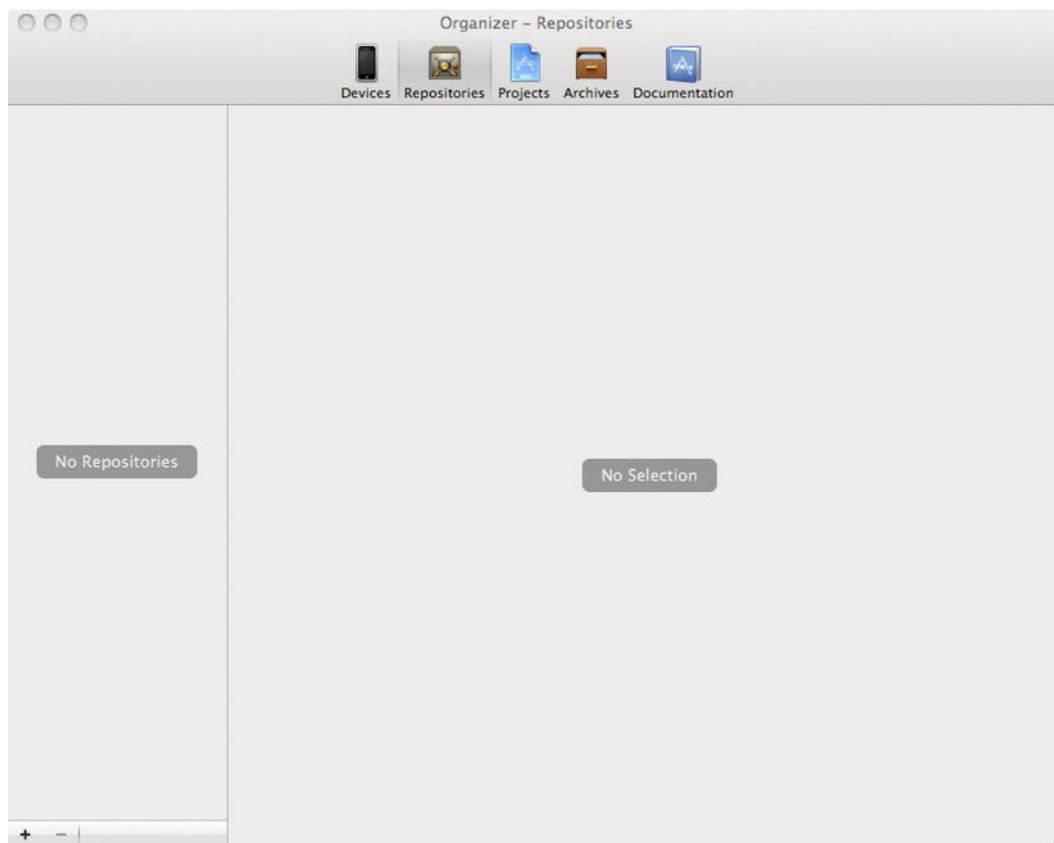 Organizer – Repositories
Devices Repositories Projects Archives Documentation
No Repositories
No Selection
+ −